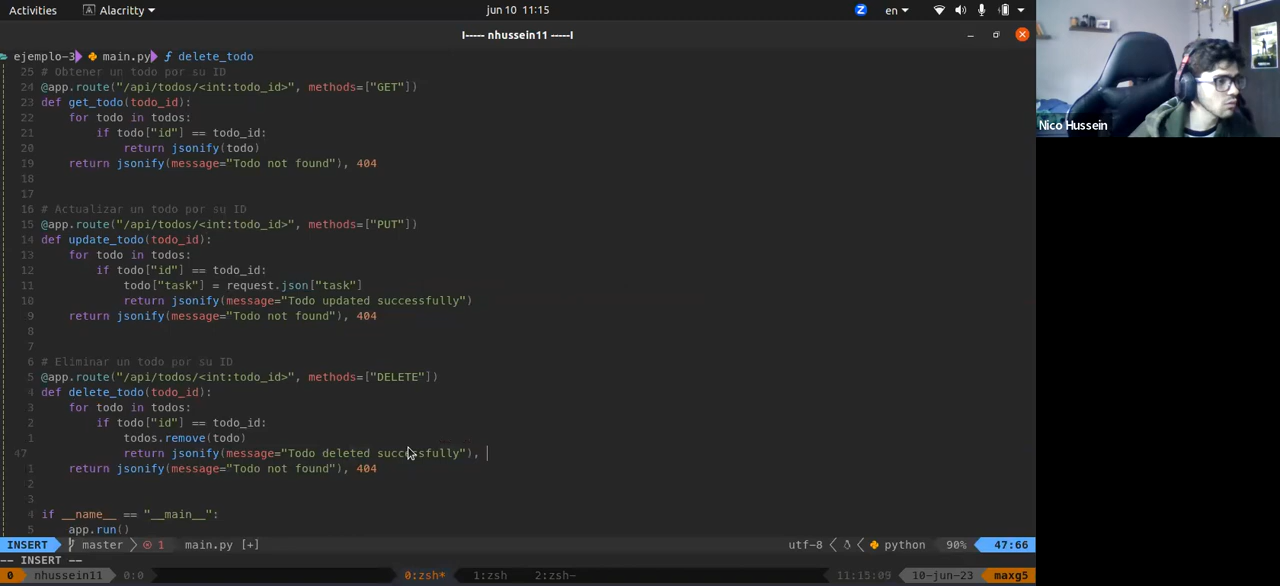 Activities Alacritty jun 10 11:15 en
I----- nhussein11 -----I
ejemplo-3 main.py ƒ delete_todo
25 # Obtener un todo por su ID
24 @app.route("/api/todos/<int:todo_id>", methods=["GET"])
23 def get_todo(todo_id):
22 for todo in todos:
21 if todo["id"] == todo_id:
20 return jsonify(todo)
19 return jsonify(message="Todo not found"), 404
18
17
16 # Actualizar un todo por su ID
15 @app.route("/api/todos/<int:todo_id>", methods=["PUT"])
14 def update_todo(todo_id):
13 for todo in todos:
12 if todo["id"] == todo_id:
11 todo["task"] = request.json["task"]
10 return jsonify(message="Todo updated successfully")
9 return jsonify(message="Todo not found"), 404
8
7
6 # Eliminar un todo por su ID
5 @app.route("/api/todos/<int:todo_id>", methods=["DELETE"])
4 def delete_todo(todo_id):
3 for todo in todos:
2 if todo["id"] == todo_id:
1 todos.remove(todo)
47 return jsonify(message="Todo deleted successfully"),
1 return jsonify(message="Todo not found"), 404
2
3
4 if __name__ == "__main__":
5 app.run()
INSERT master 1 main.py [+] utf-8 python 90% 47:66
-- INSERT --
0 nhussein11 0:0 0:zsh* 1:zsh 2:zsh- 11:15:09 10-jun-23 maxg5
Nico Hussein